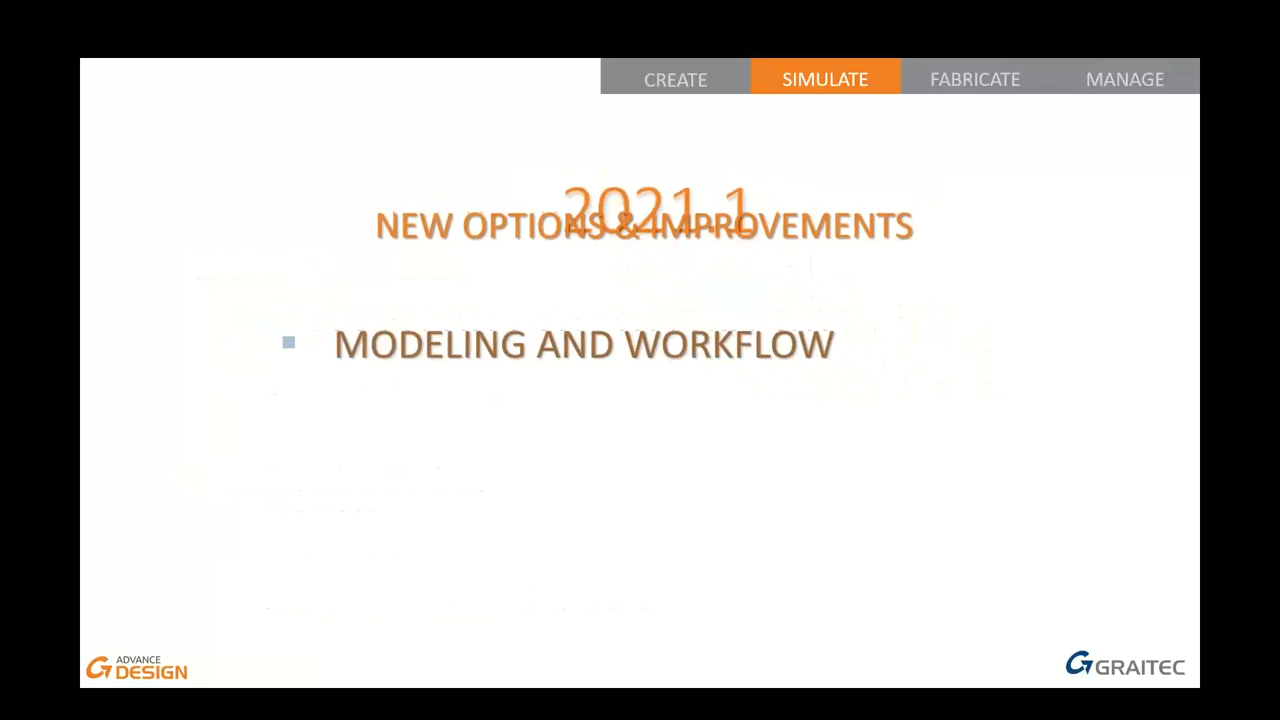 CREATE SIMULATE FABRICATE MANAGE
2021.1
NEW OPTIONS & IMPROVEMENTS
MODELING AND WORKFLOW
ADVANCE
DESIGN
GRAITEC